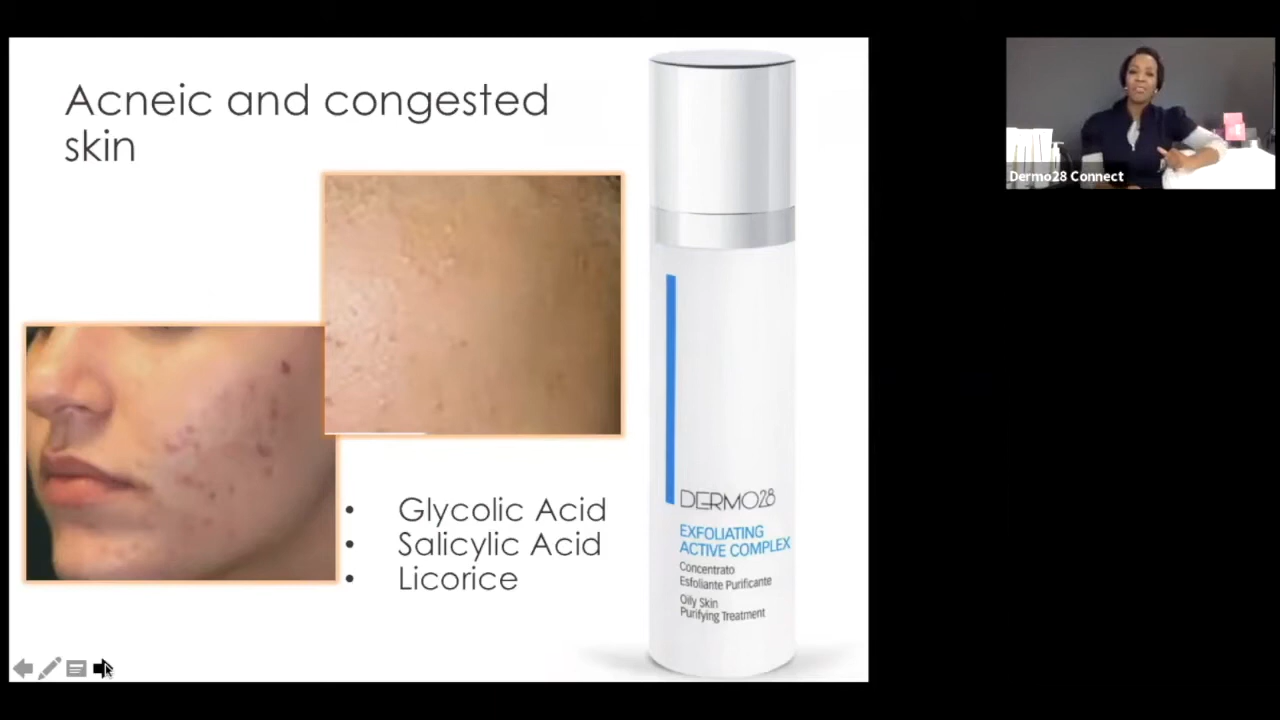 Acneic and congested
skin
• Glycolic Acid
• Salicylic Acid
• Licorice
DERMO28
EXFOLIATING
ACTIVE COMPLEX
Concentrato
Esfoliante Purificante
Oily Skin
Purifying Treatment
Dermo28 Connect